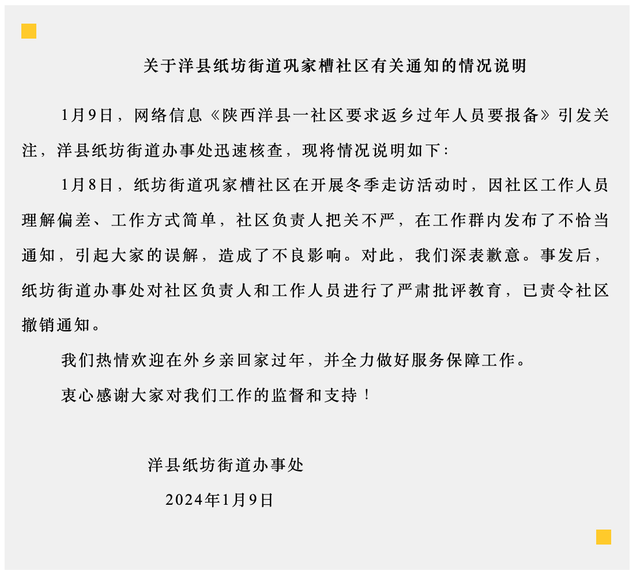 关于洋县纸坊街道巩家槽社区有关通知的情况说明
1月9日，网络信息《陕西洋县一社区要求返乡过年人员要报备》引发关
注，洋县纸坊街道办事处迅速核查，现将情况说明如下：
1月8日，纸坊街道巩家槽社区在开展冬季走访活动时，因社区工作人员
理解偏差、工作方式简单，社区负责人把关不严，在工作群内发布了不恰当
通知，引起大家的误解，造成了不良影响。对此，我们深表歉意。事发后，
纸坊街道办事处对社区负责人和工作人员进行了严肃批评教育，已责令社区
撤销通知。
我们热情欢迎在外乡亲回家过年，并全力做好服务保障工作。
衷心感谢大家对我们工作的监督和支持！
洋县纸坊街道办事处
2024年1月9日